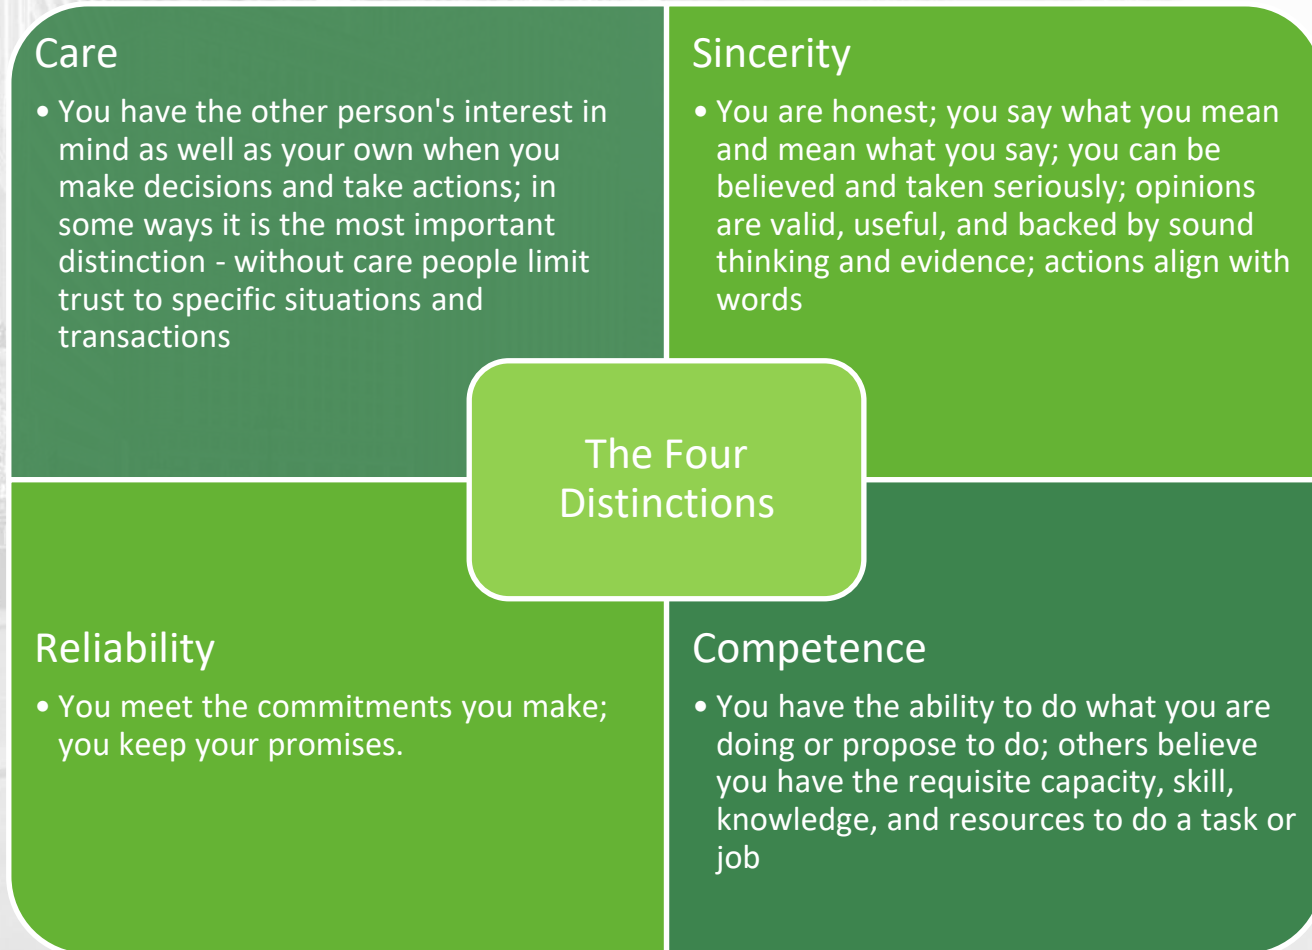 Care
• You have the other person's interest in
mind as well as your own when you
make decisions and take actions; in
some ways it is the most important
distinction - without care people limit
trust to specific situations and
transactions
Sincerity
• You are honest; you say what you mean
and mean what you say; you can be
believed and taken seriously; opinions
are valid, useful, and backed by sound
thinking and evidence; actions align with
words
The Four
Distinctions
Reliability
• You meet the commitments you make;
you keep your promises.
Competence
• You have the ability to do what you are
doing or propose to do; others believe
you have the requisite capacity, skill,
knowledge, and resources to do a task or
job